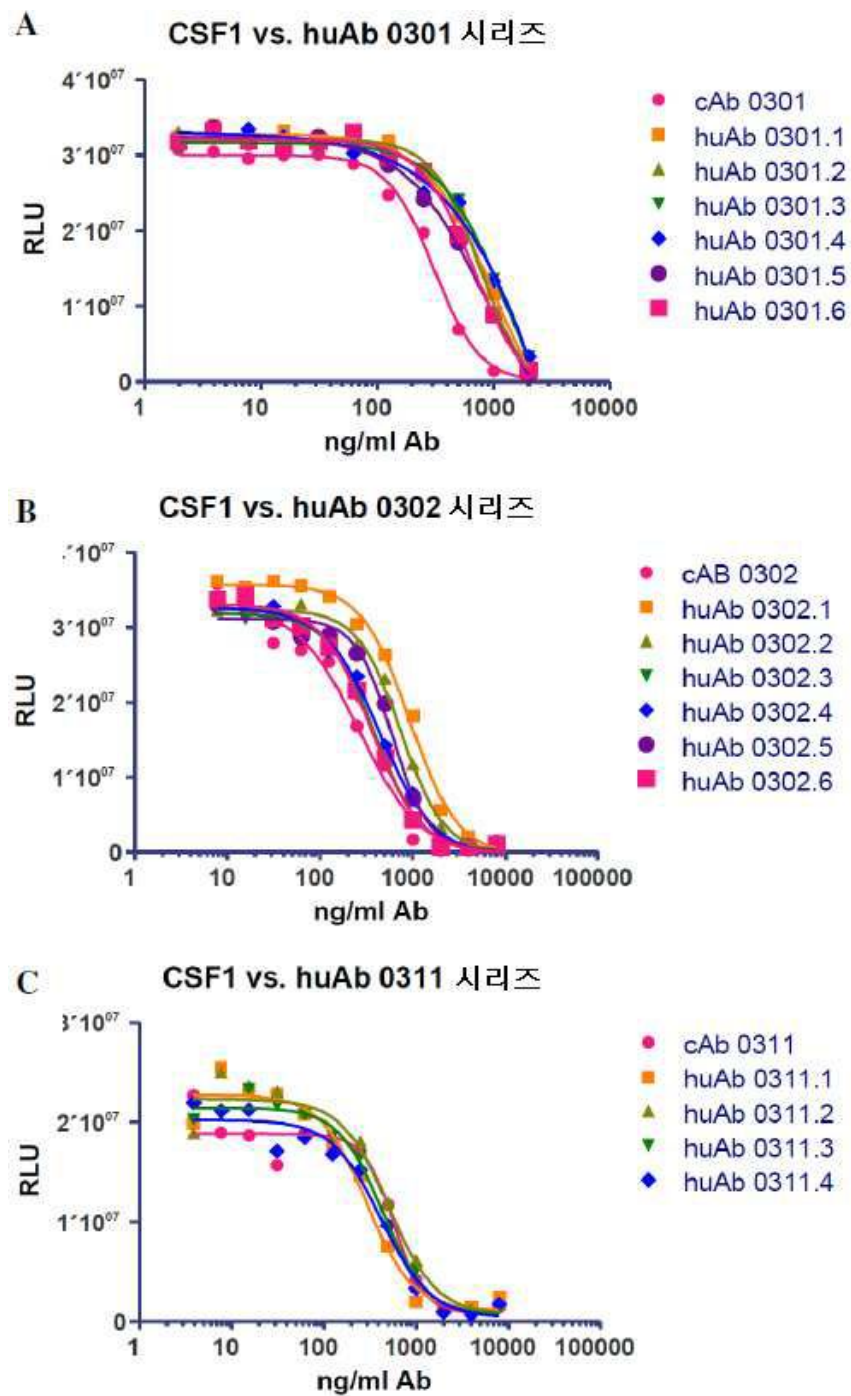 A
CSF1 vs. huAb 0301 시리즈
4´10⁰⁷
3´10⁰⁷
2´10⁰⁷
1´10⁰⁷
0
RLU
1
10
100
1000
10000
ng/ml Ab
cAb 0301
huAb 0301.1
huAb 0301.2
huAb 0301.3
huAb 0301.4
huAb 0301.5
huAb 0301.6
B
CSF1 vs. huAb 0302 시리즈
´10⁰⁷
3´10⁰⁷
2´10⁰⁷
1´10⁰⁷
0
RLU
1
10
100
1000
10000
100000
ng/ml Ab
cAB 0302
huAb 0302.1
huAb 0302.2
huAb 0302.3
huAb 0302.4
huAb 0302.5
huAb 0302.6
C
CSF1 vs. huAb 0311 시리즈
3´10⁰⁷
2´10⁰⁷
1´10⁰⁷
0
RLU
1
10
100
1000
10000
100000
ng/ml Ab
cAb 0311
huAb 0311.1
huAb 0311.2
huAb 0311.3
huAb 0311.4